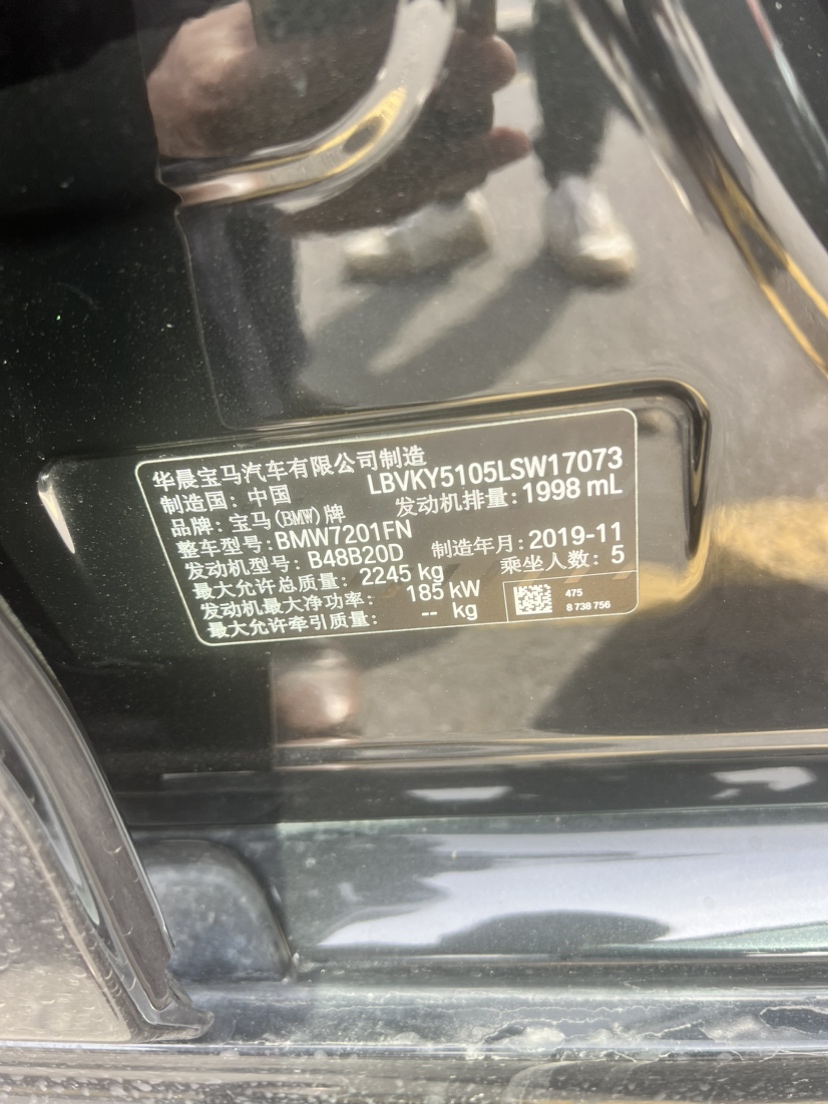 华晨宝马汽车有限公司制造
制造国：中国 LBVKY5105LSW17073
品牌：宝马(BMW)牌 发动机排量：1998 mL
整车型号：BMW7201FN
发动机型号：B48B20D 制造年月：2019-11
最大允许总质量：2245 kg 乘坐人数：5
发动机最大净功率：185 kW
最大允许牵引质量：-- kg
475
8 738 756